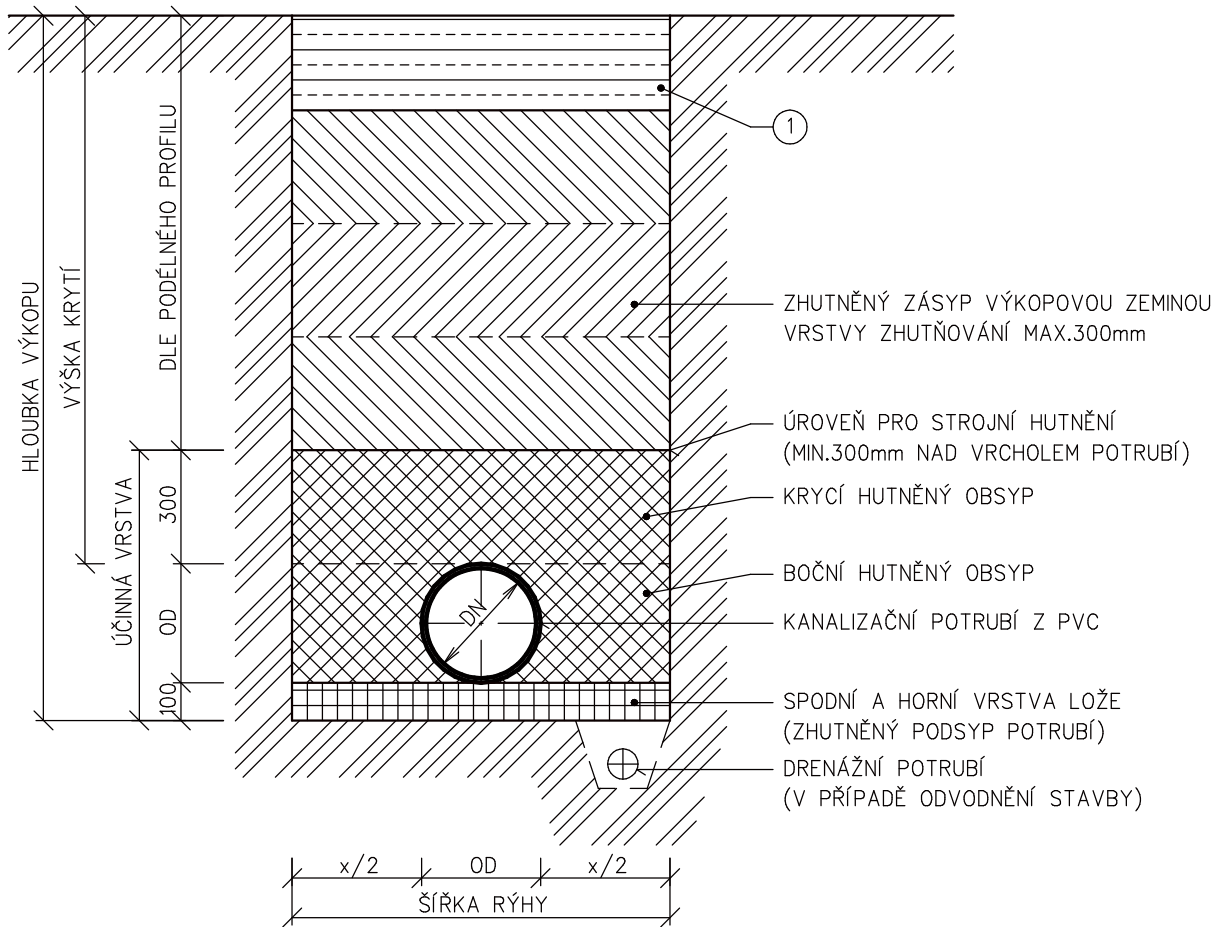 1
HLOUBKA VÝKOPU
VÝŠKA KRYTÍ
DLE PODÉLNÉHO PROFILU
ÚČINNÁ VRSTVA
300
OD
100
DN
ZHUTNĚNÝ ZÁSYP VÝKOPOVOU ZEMINOU
VRSTVY ZHUTŇOVÁNÍ MAX.300mm
ÚROVEŇ PRO STROJNÍ HUTNĚNÍ
(MIN.300mm NAD VRCHOLEM POTRUBÍ)
KRYCÍ HUTNĚNÝ OBSYP
BOČNÍ HUTNĚNÝ OBSYP
KANALIZAČNÍ POTRUBÍ Z PVC
SPODNÍ A HORNÍ VRSTVA LOŽE
(ZHUTNĚNÝ PODSYP POTRUBÍ)
DRENÁŽNÍ POTRUBÍ
(V PŘÍPADĚ ODVODNĚNÍ STAVBY)
x/2
OD
x/2
ŠÍŘKA RÝHY